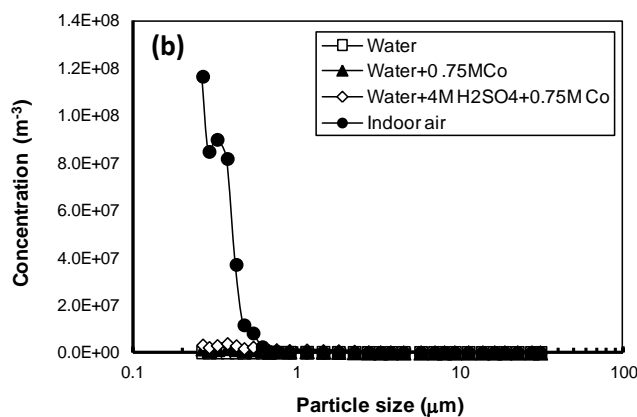 (b)
Water
Water+0.75MCo
Water+4M H2SO4+0.75M Co
Indoor air
1.4E+08
1.2E+08
1.0E+08
8.0E+07
6.0E+07
4.0E+07
2.0E+07
0.0E+00
Concentration (m⁻³)
0.1
1
10
100
Particle size (μm)